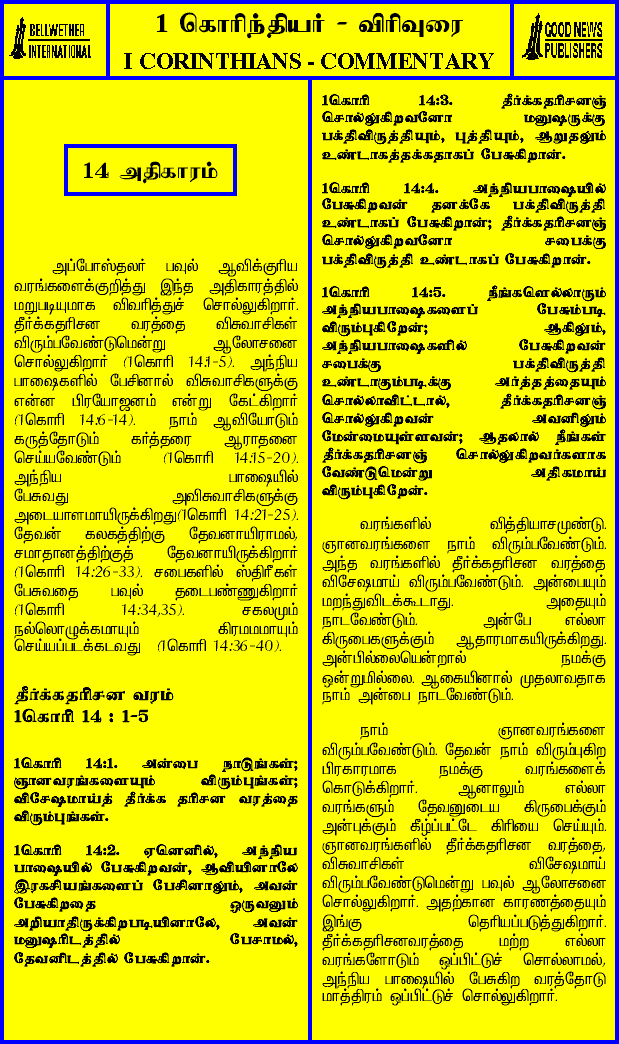 BELLWETHER
INTERNATIONAL
1 கொரிந்தியர் - விரிவுரை
I CORINTHIANS - COMMENTARY
GOOD NEWS
PUBLISHERS
14 அதிகாரம்
அப்போஸ்தலர் பவுல் ஆவிக்குரிய
வரங்களைக்குறித்து இந்த அதிகாரத்தில்
மறுபடியுமாக விவரித்துச் சொல்லுகிறார்.
தீர்க்கதரிசன வரத்தை விசுவாசிகள்
விரும்பவேண்டுமென்று ஆலோசனை
சொல்லுகிறார் (1கொரி 14:1-5). அந்நிய
பாஷைகளில் பேசினால் விசுவாசிகளுக்கு
என்ன பிரயோஜனம் என்று கேட்கிறார்
(1கொரி 14:6-14). நாம் ஆவியோடும்
கருத்தோடும் கர்த்தரை ஆராதனை
செய்யவேண்டும் (1கொரி 14:15-20).
அந்நிய பாஷையில்
பேசுவது அவிசுவாசிகளுக்கு
அடையாளமாயிருக்கிறது(1கொரி 14:21-25).
தேவன் கலகத்திற்கு தேவனாயிராமல்,
சமாதானத்திற்குத் தேவனாயிருக்கிறார்
(1கொரி 14:26-33). சபைகளில் ஸ்திரீகள்
பேசுவதை பவுல் தடைபண்ணுகிறார்
(1கொரி 14:34,35). சகலமும்
நல்லொழுக்கமாயும் கிரமமமாயும்
செய்யப்படக்கடவது (1கொரி 14:36-40).
தீர்க்கதரிசன வரம்
1கொரி 14 : 1-5
1கொரி 14:1. அன்பை நாடுங்கள்;
ஞானவரங்களையும் விரும்புங்கள்;
விசேஷமாய்த் தீர்க்க தரிசன வரத்தை
விரும்புங்கள்.
1கொரி 14:2. ஏனெனில், அந்நிய
பாஷையில் பேசுகிறவன், ஆவியினாலே
இரகசியங்களைப் பேசினாலும், அவன்
பேசுகிறதை ஒருவனும்
அறியாதிருக்கிறபடியினாலே, அவன்
மனுஷரிடத்தில் பேசாமல்,
தேவனிடத்தில் பேசுகிறான்.
1கொரி 14:3. தீர்க்கதரிசனஞ்
சொல்லுகிறவனோ மனுஷருக்கு
பக்திவிருத்தியும், புத்தியும், ஆறுதலும்
உண்டாகத்தக்கதாகப் பேசுகிறான்.
1கொரி 14:4. அந்நியபாஷையில்
பேசுகிறவன் தனக்கே பக்திவிருத்தி
உண்டாகப் பேசுகிறான்; தீர்க்கதரிசனஞ்
சொல்லுகிறவனோ சபைக்கு
பக்திவிருத்தி உண்டாகப் பேசுகிறான்.
1கொரி 14:5. நீங்களெல்லாரும்
அந்நியபாஷைகளைப் பேசும்படி
விரும்புகிறேன்; ஆகிலும்,
அந்நியபாஷைகளில் பேசுகிறவன்
சபைக்கு பக்திவிருத்தி
உண்டாகும்படிக்கு அர்த்தத்தையும்
சொல்லாவிட்டால், தீர்க்கதரிசனஞ்
சொல்லுகிறவன் அவனிலும்
மேன்மையுள்ளவன்; ஆதலால் நீங்கள்
தீர்க்கதரிசனஞ் சொல்லுகிறவர்களாக
வேண்டுமென்று அதிகமாய்
விரும்புகிறேன்.
வரங்களில் வித்தியாசமுண்டு.
ஞானவரங்களை நாம் விரும்பவேண்டும்.
அந்த வரங்களில் தீர்க்கதரிசன வரத்தை
விசேஷமாய் விரும்பவேண்டும். அன்பையும்
மறந்துவிடக்கூடாது. அதையும்
நாடவேண்டும். அன்பே எல்லா
கிருபைகளுக்கும் ஆதாரமாகயிருக்கிறது.
அன்பில்லையென்றால் நமக்கு
ஒன்றுமில்லை. ஆகையினால் முதலாவதாக
நாம் அன்பை நாடவேண்டும்.
நாம் ஞானவரங்களை
விரும்பவேண்டும். தேவன் நாம் விரும்புகிற
பிரகாரமாக நமக்கு வரங்களைக்
கொடுக்கிறார். ஆனாலும் எல்லா
வரங்களும் தேவனுடைய கிருபைக்கும்
அன்புக்கும் கீழ்ப்பட்டே கிரியை செய்யும்.
ஞானவரங்களில் தீர்க்கதரிசன வரத்தை,
விசுவாசிகள் விசேஷமாய்
விரும்பவேண்டுமென்று பவுல் ஆலோசனை
சொல்லுகிறார். அதற்கான காரணத்தையும்
இங்கு தெரியப்படுத்துகிறார்.
தீர்க்கதரிசனவரத்தை மற்ற எல்லா
வரங்களோடும் ஒப்பிட்டுச் சொல்லாமல்,
அந்நிய பாஷையில் பேசுகிற வரத்தோடு
மாத்திரம் ஒப்பிட்டுச் சொல்லுகிறார்.